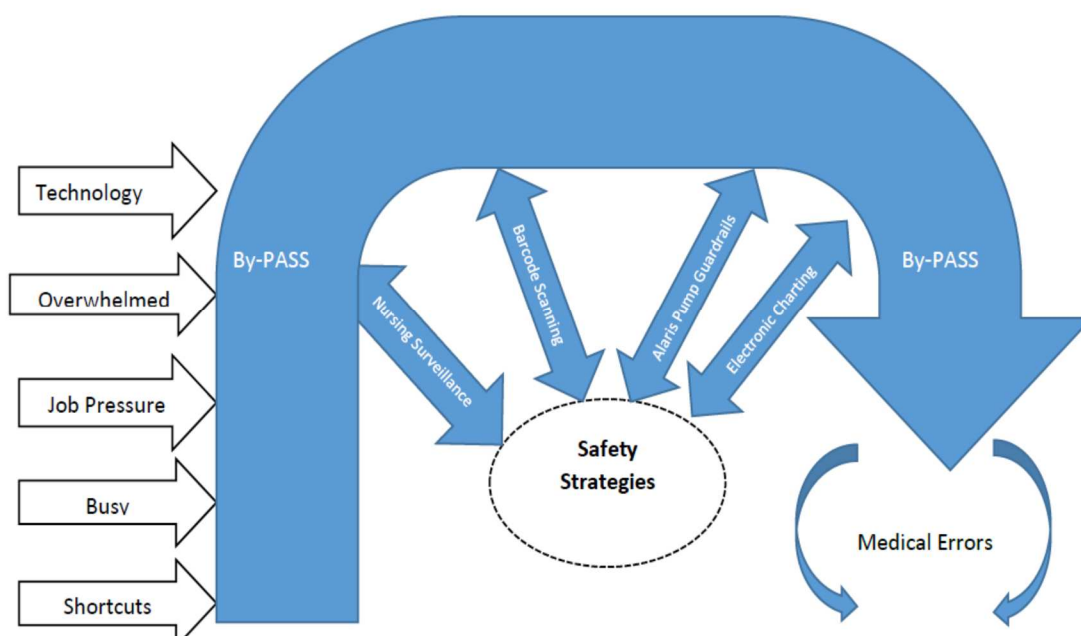 Technology
Overwhelmed
Job Pressure
Busy
Shortcuts
By-PASS
Nursing Surveillance
Barcode Scanning
Alaris Pump Guardrails
Electronic Charting
Safety
Strategies
By-PASS
Medical Errors